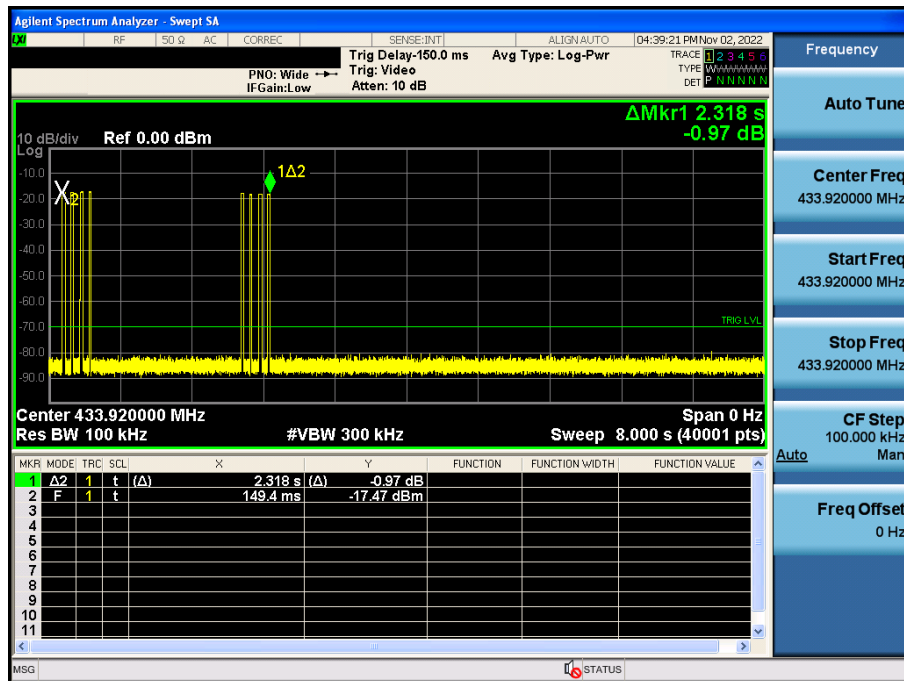 Agilent Spectrum Analyzer - Swept SA
LXI RF 50 Ω AC CORREC SENSE:INT ALIGN AUTO 04:39:21 PM Nov 02, 2022
Frequency
Trig Delay-150.0 ms Avg Type: Log-Pwr TRACE 1 2 3 4 5 6
PNO: Wide Trig: Video TYPE WWWWWW
IFGain:Low Atten: 10 dB DET P N N N N N
Auto Tune
ΔMkr1 2.318 s
-0.97 dB
10 dB/div Ref 0.00 dBm
Log
-10.0
1Δ2
X2
-20.0
-30.0
-40.0
-50.0
-60.0
-70.0
TRIG LVL
-80.0
-90.0
Center Freq
433.920000 MHz
Start Freq
433.920000 MHz
Stop Freq
433.920000 MHz
Center 433.920000 MHz Span 0 Hz
Res BW 100 kHz #VBW 300 kHz Sweep 8.000 s (40001 pts)
CF Step
100.000 kHz
Auto Man
MKR MODE TRC SCL X Y FUNCTION FUNCTION WIDTH FUNCTION VALUE
1 Δ2 1 t (Δ) 2.318 s (Δ) -0.97 dB
2 F 1 t 149.4 ms -17.47 dBm
3
4
5
6
7
8
9
10
11
Freq Offset
0 Hz
MSG STATUS